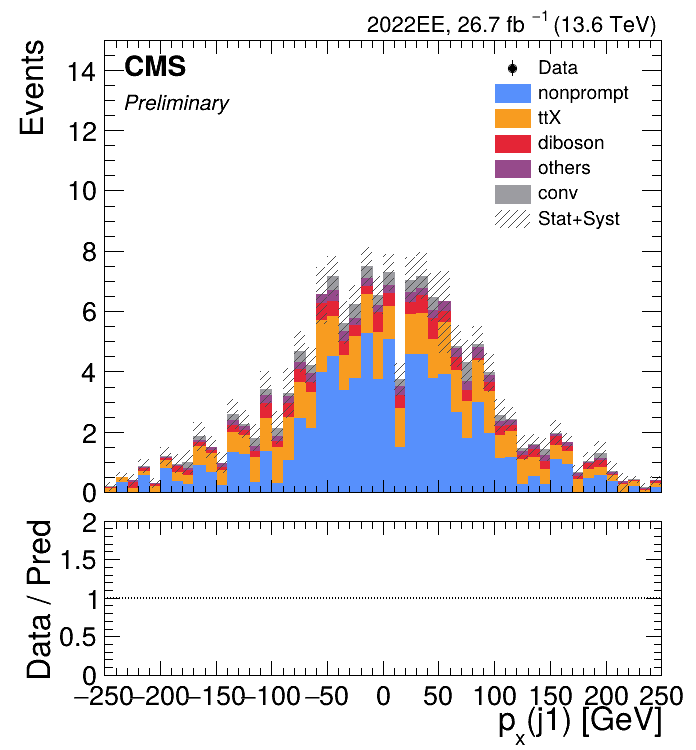 2022EE, 26.7 fb⁻¹ (13.6 TeV)
CMS
Preliminary
Events
Data
nonprompt
ttX
diboson
others
conv
Stat+Syst
14
12
10
8
6
4
2
0
Data / Pred
2
1.5
1
0.5
0
−250 −200 −150 −100 −50 0 50 100 150 200 250
pₓ(j1) [GeV]